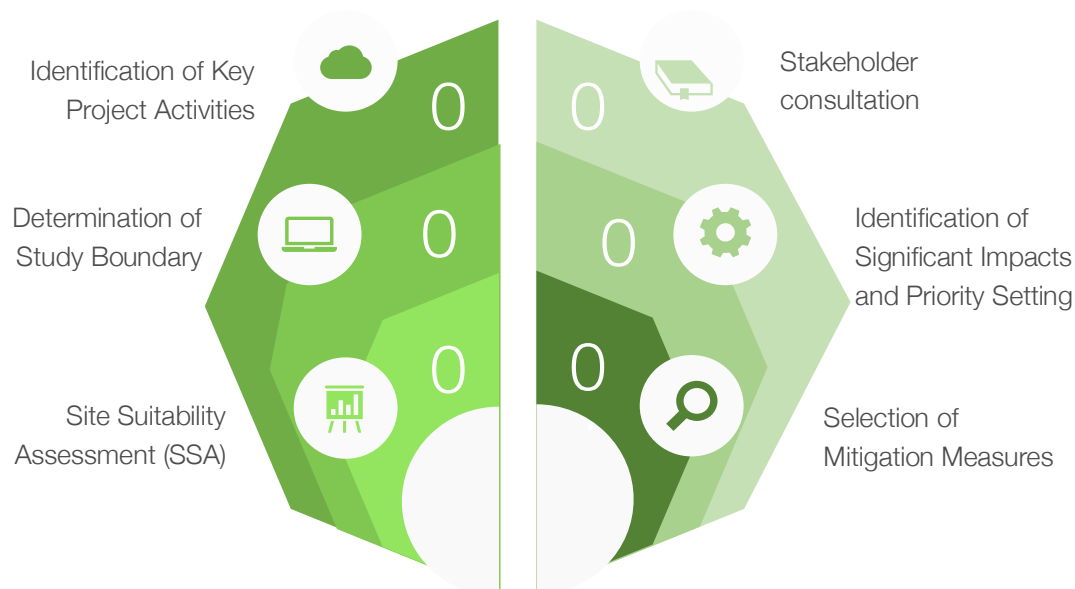 Identification of Key
Project Activities
0
0
Stakeholder
consultation
Determination of
Study Boundary
0
0
Identification of
Significant Impacts
and Priority Setting
Site Suitability
Assessment (SSA)
0
0
Selection of
Mitigation Measures